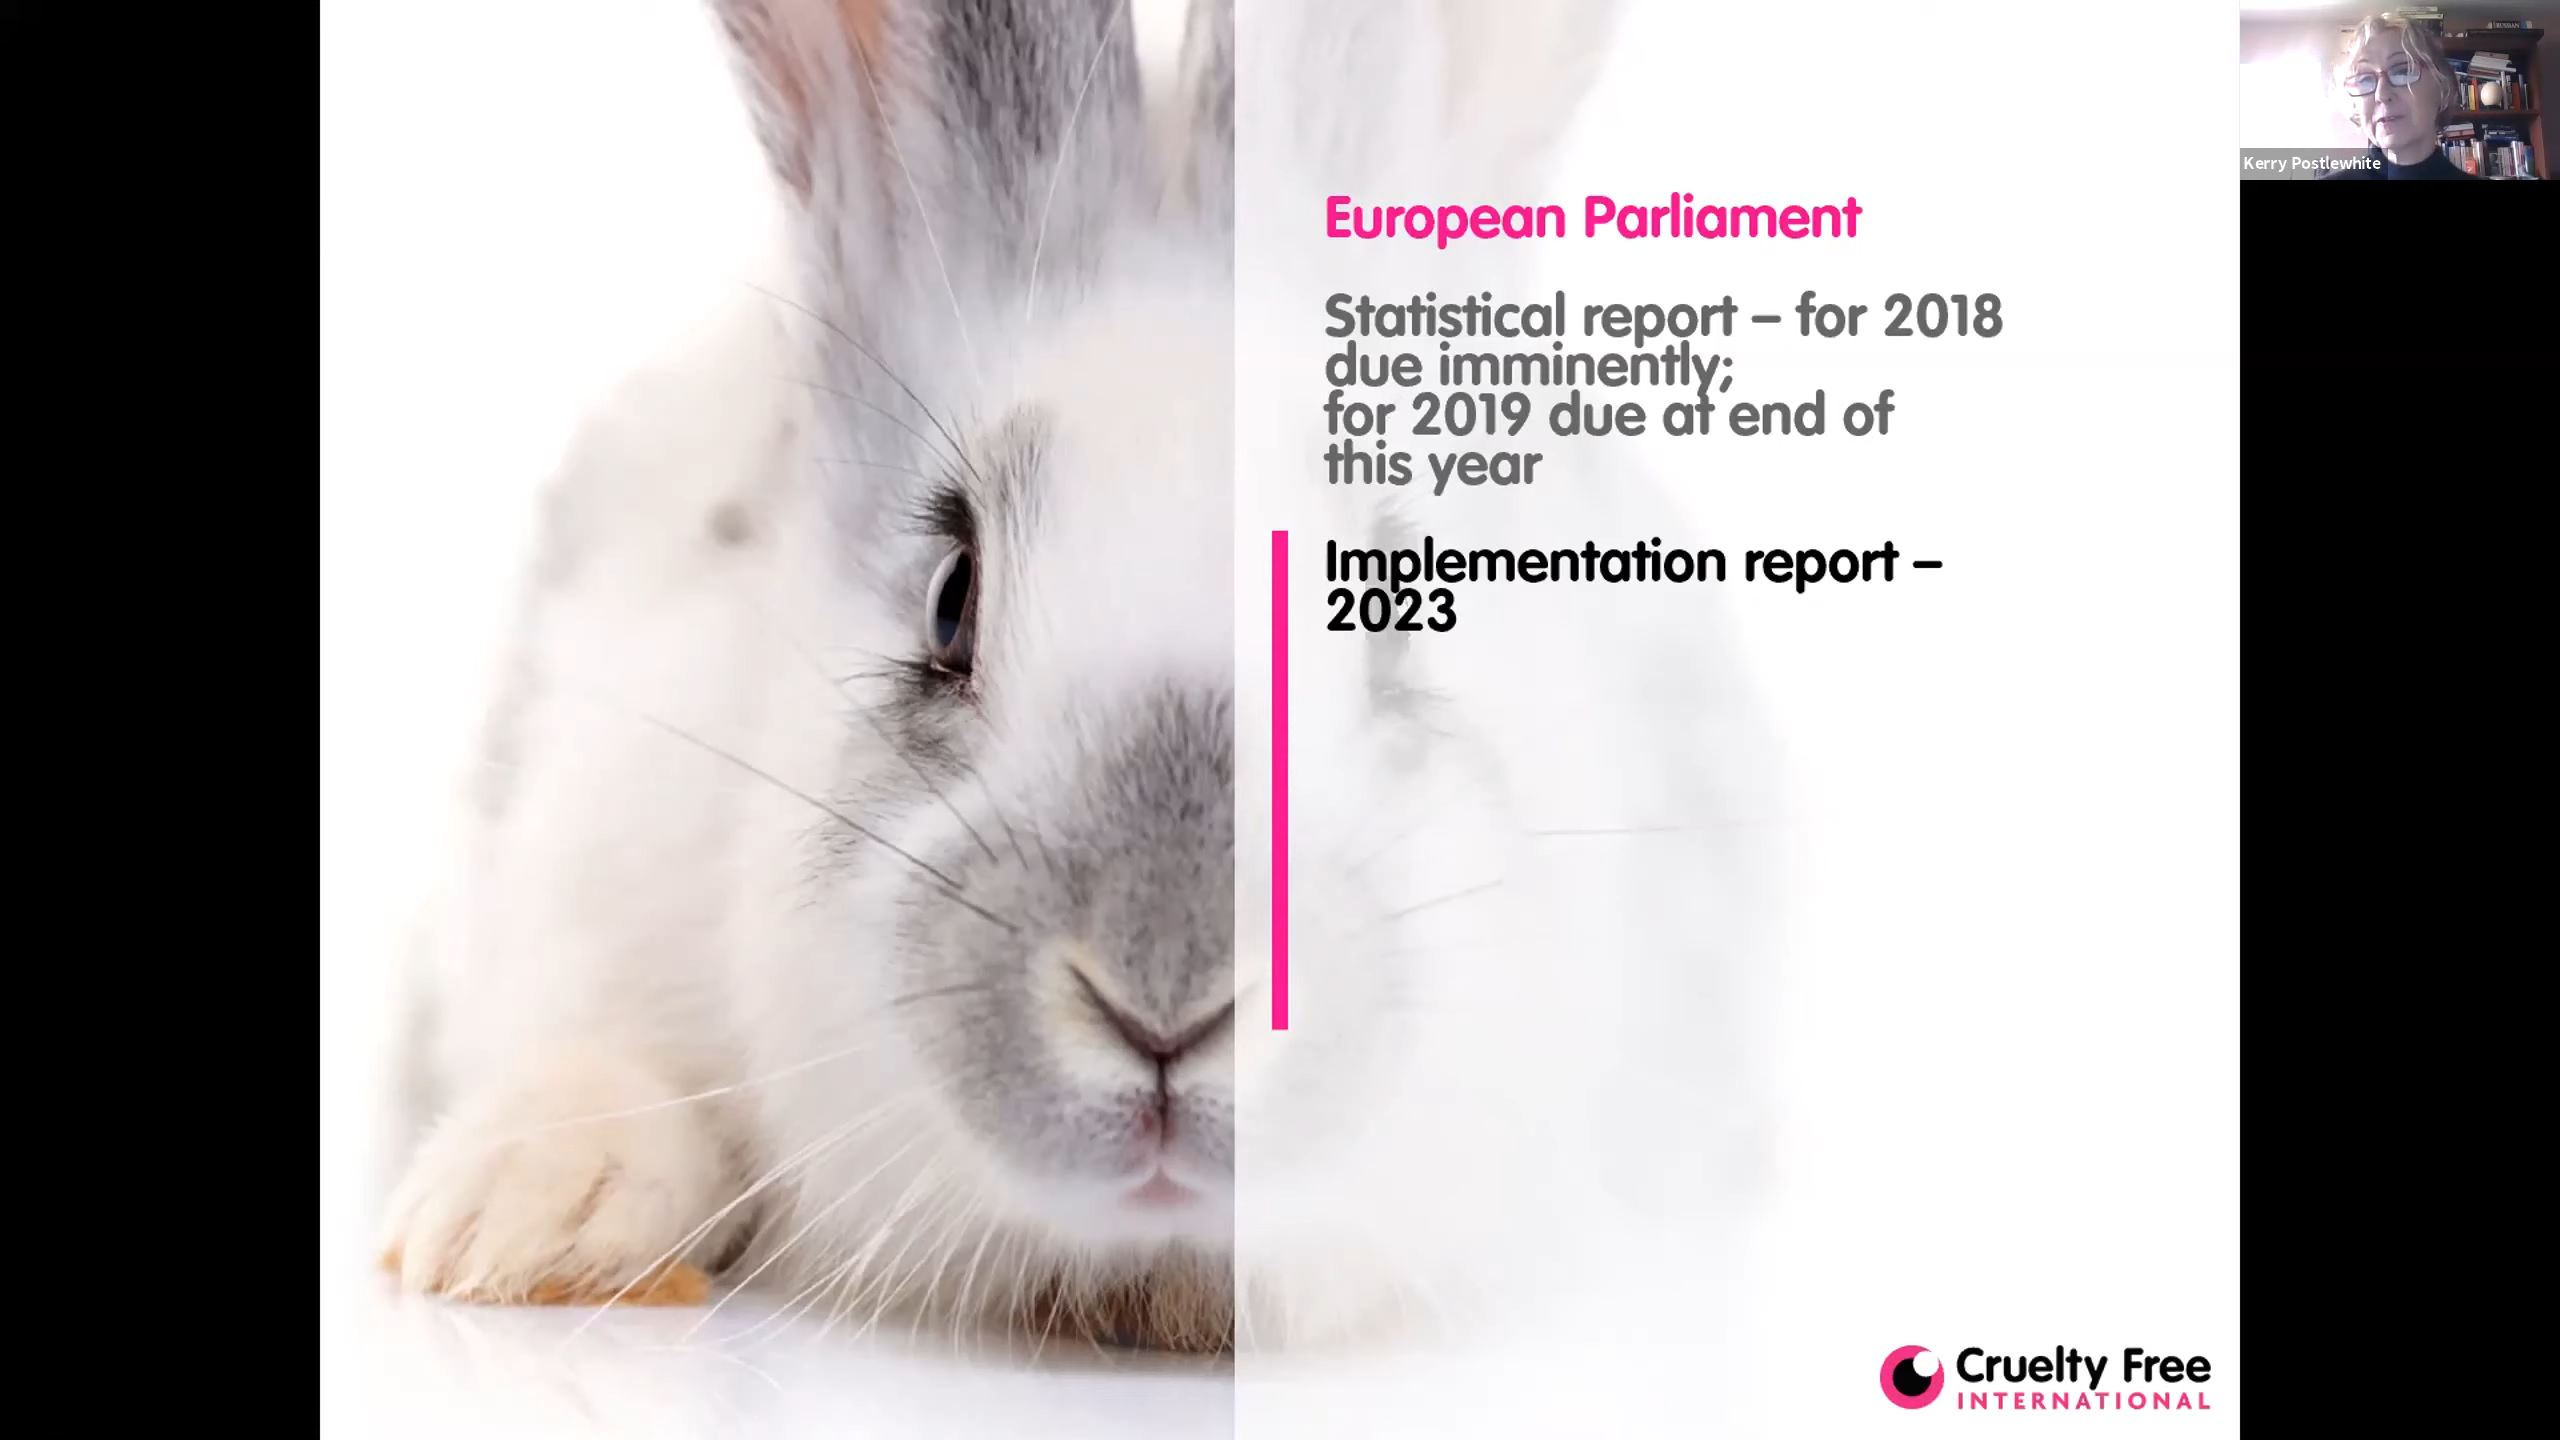 Kerry Postlewhite
European Parliament
Statistical report – for 2018
due imminently;
for 2019 due at end of
this year
Implementation report –
2023
Cruelty Free
INTERNATIONAL